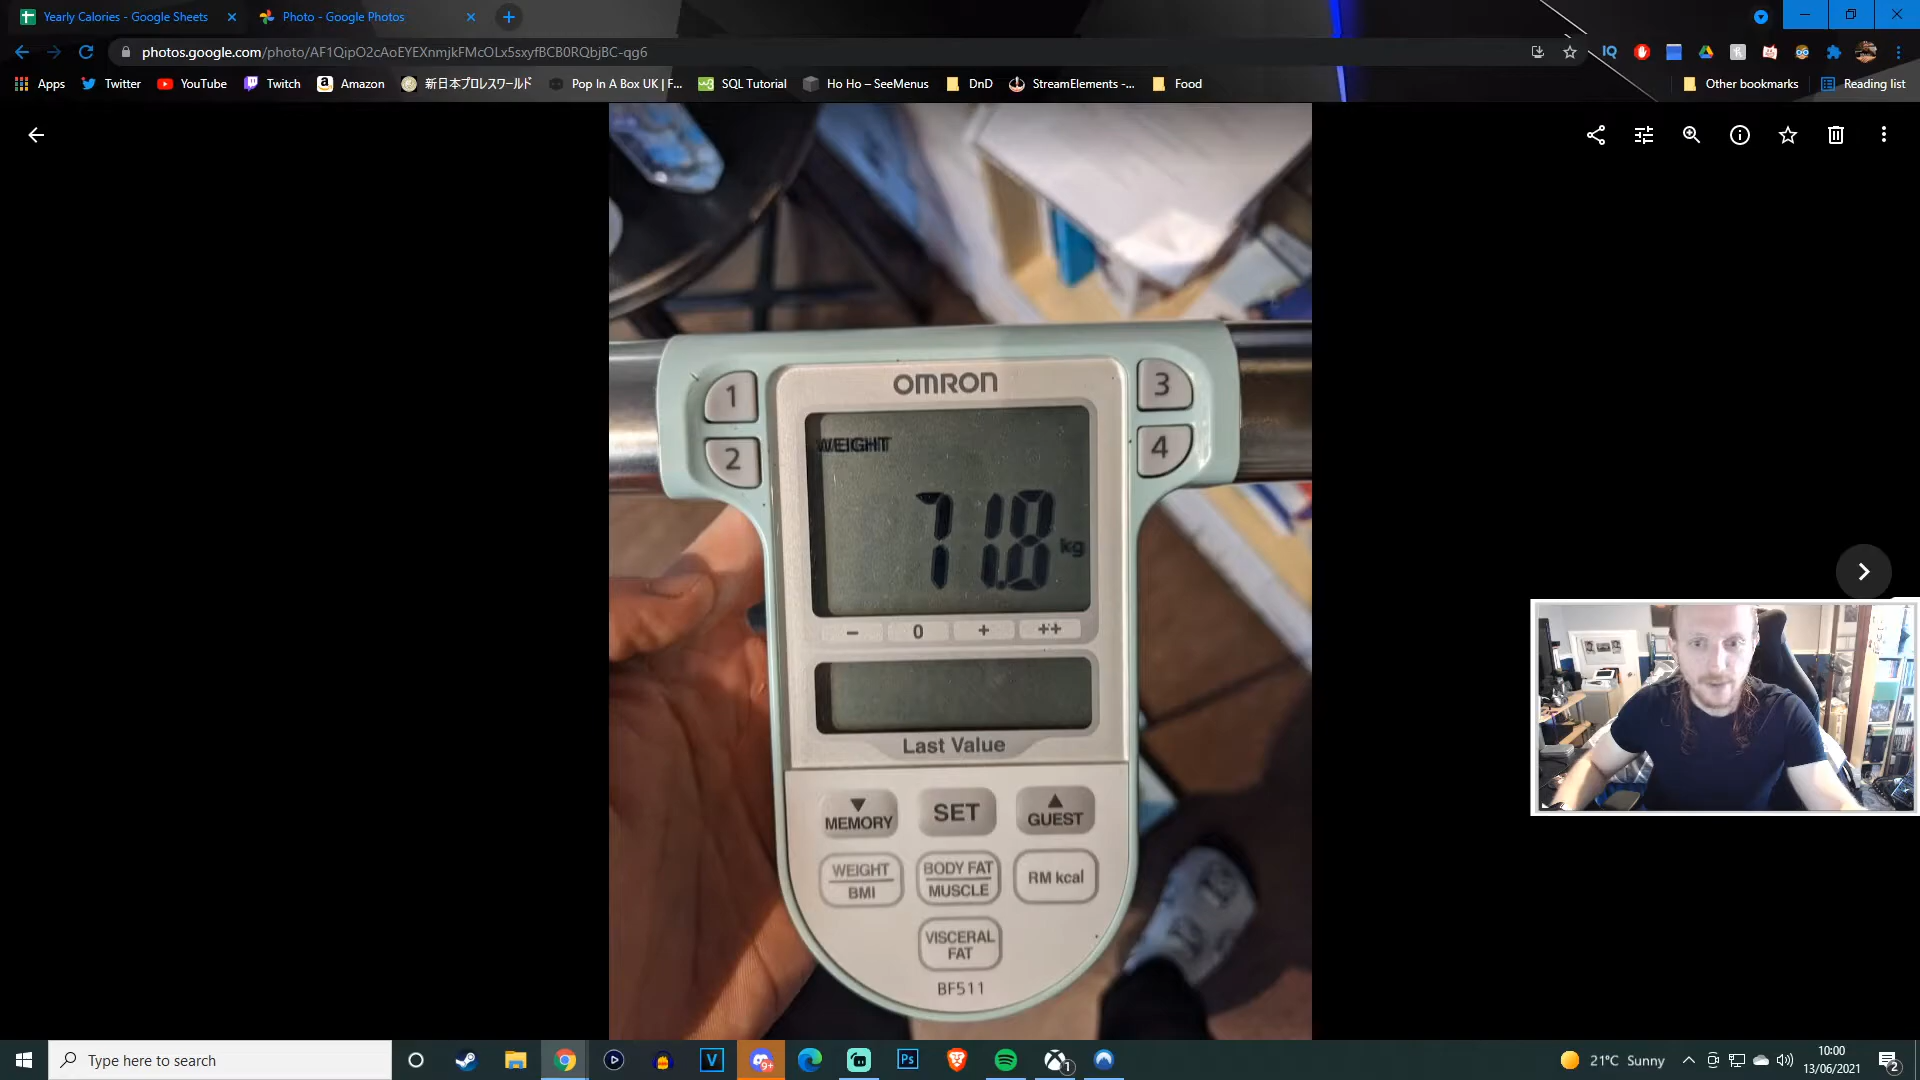 Yearly Calories - Google Sheets
Photo - Google Photos
photos.google.com/photo/AF1QipO2cAoEYEXnmjkFMcOLx5sxyfBCB0RQbjBC-qg6
Apps
Twitter
YouTube
Twitch
Amazon
新日本プロレスワールド
Pop In A Box UK | F...
SQL Tutorial
Ho Ho – SeeMenus
DnD
StreamElements -...
Food
Other bookmarks
Reading list
OMRON
1
2
3
4
WEIGHT
71.8 kg
− 0 + ++
Last Value
MEMORY
SET
GUEST
WEIGHT
BMI
BODY FAT
MUSCLE
RM kcal
VISCERAL
FAT
BF511
Type here to search
9+
1
21°C Sunny
10:00
13/06/2021
2